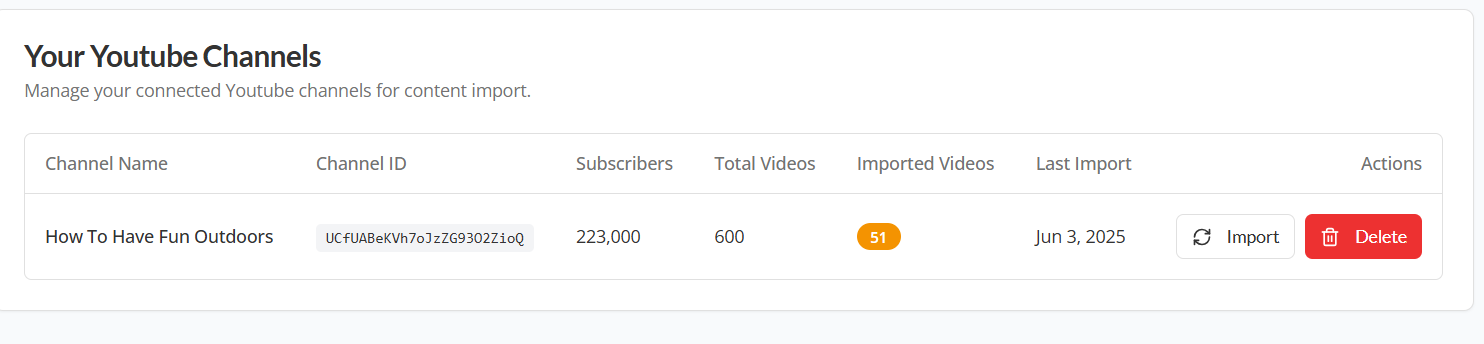 Your Youtube Channels
Manage your connected Youtube channels for content import.
Channel Name Channel ID Subscribers Total Videos Imported Videos Last Import Actions
How To Have Fun Outdoors UCfUABeKVh7oJzZG93O2ZioQ 223,000 600 51 Jun 3, 2025 Import Delete